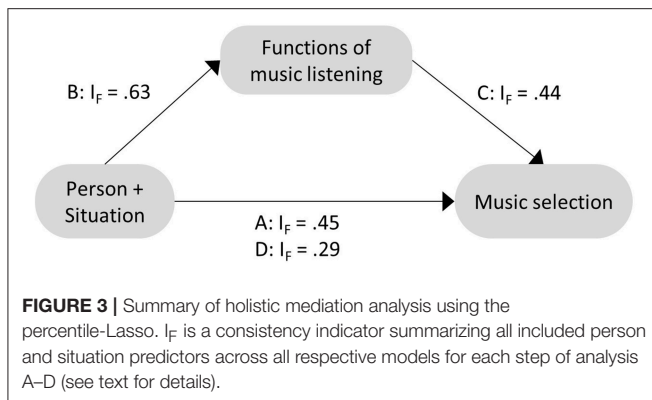 Functions of
music listening
B: I_F = .63
C: I_F = .44
Person +
Situation
Music selection
A: I_F = .45
D: I_F = .29
FIGURE 3 | Summary of holistic mediation analysis using the
percentile-Lasso. I_F is a consistency indicator summarizing all included person
and situation predictors across all respective models for each step of analysis
A–D (see text for details).